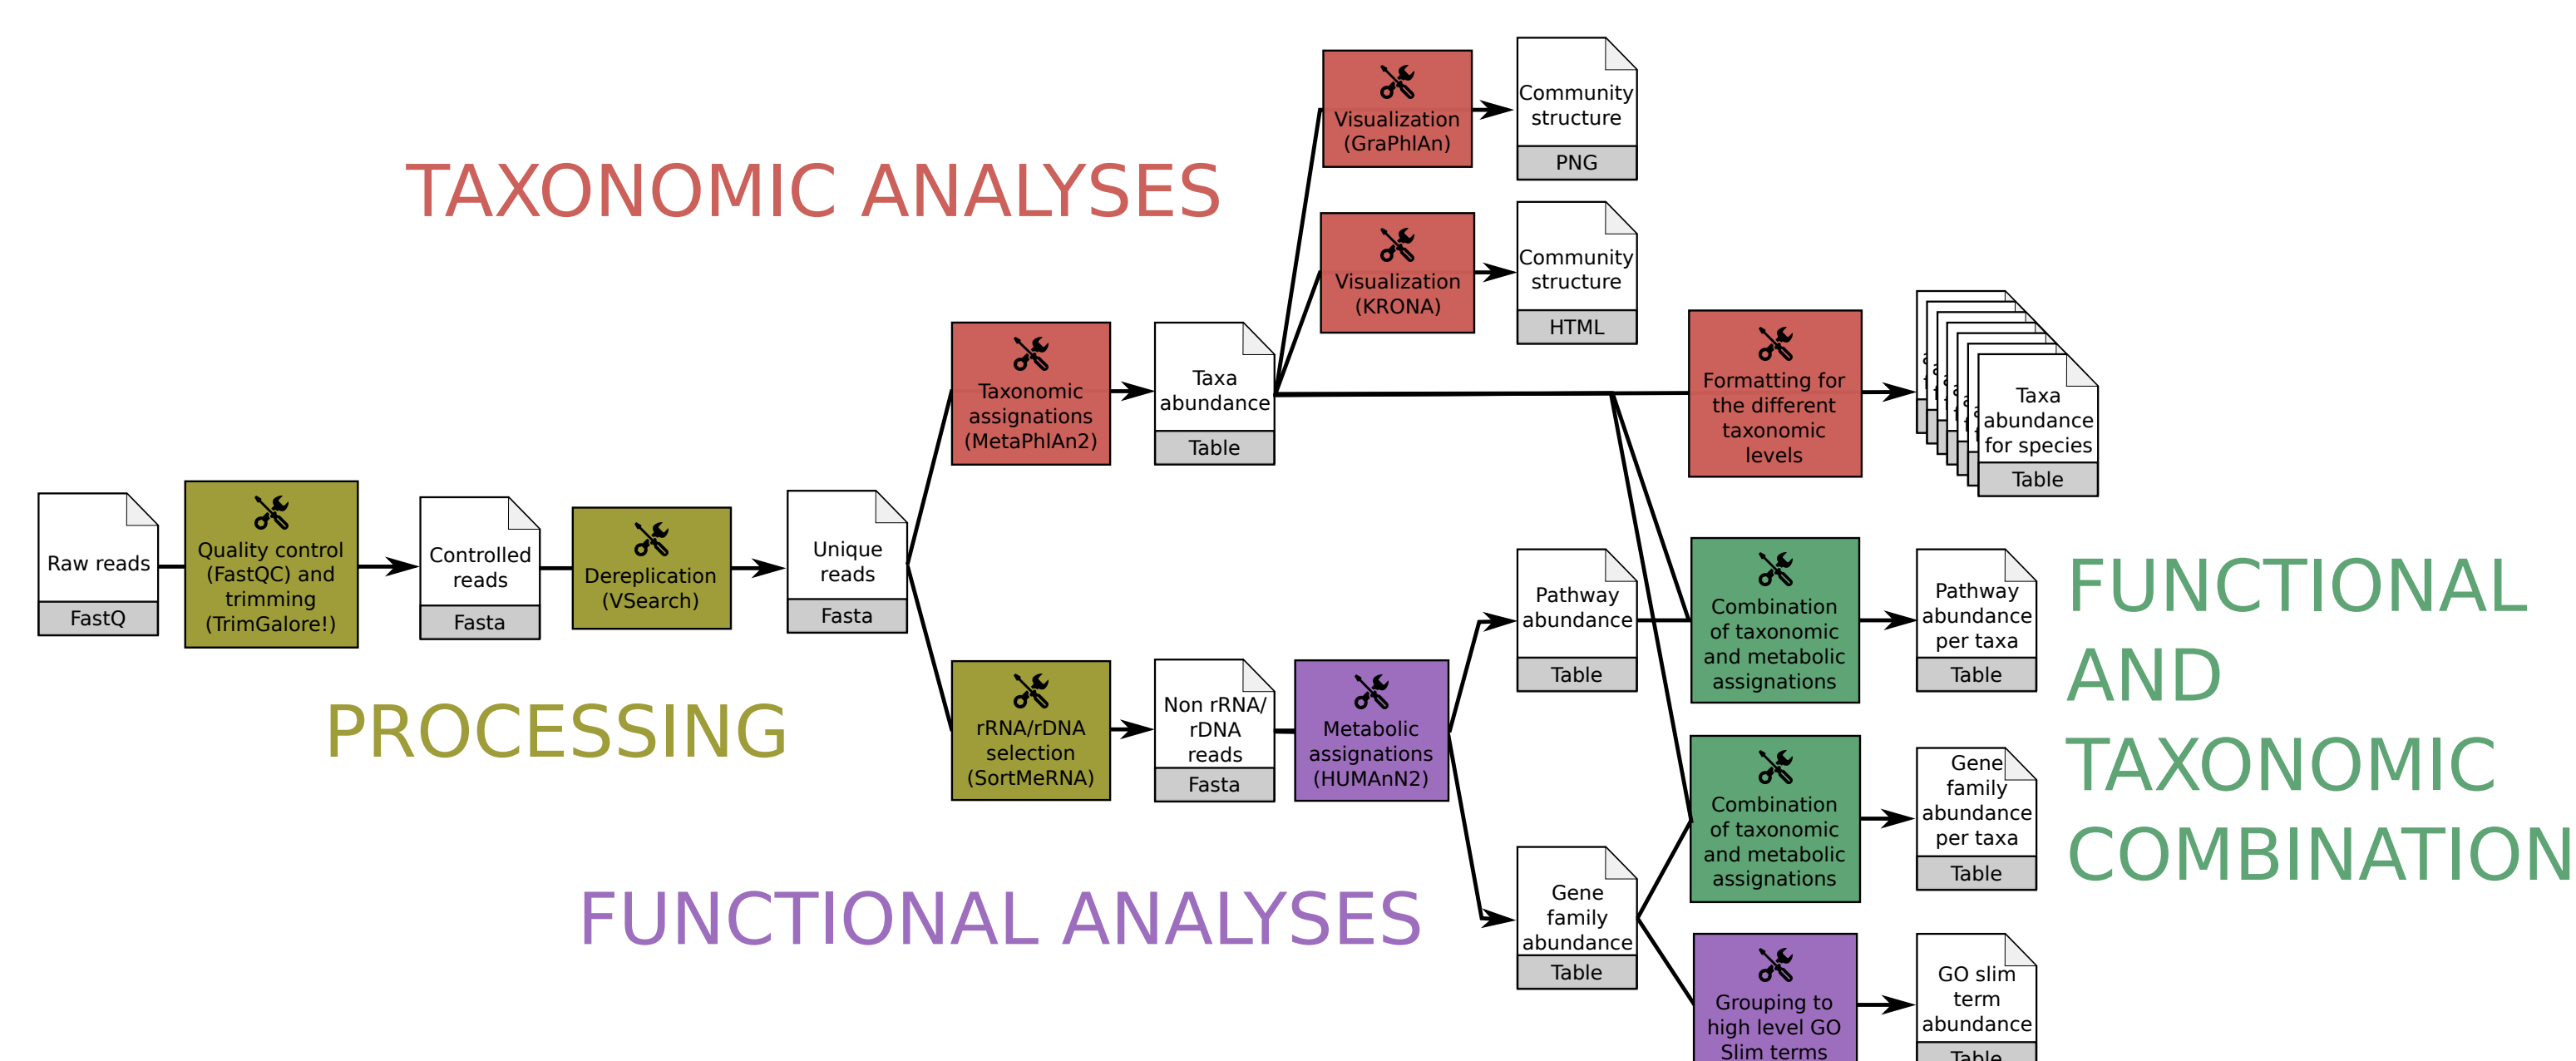 TAXONOMIC ANALYSES
Visualization
(GraPhlAn)
Community
structure
PNG
Visualization
(KRONA)
Community
structure
HTML
Taxonomic
assignations
(MetaPhlAn2)
Taxa
abundance
Table
Formatting for
the different
taxonomic
levels
Taxa
abundance
for species
Table
Raw reads
FastQ
Quality control
(FastQC) and
trimming
(TrimGalore!)
Controlled
reads
Fasta
Dereplication
(VSearch)
Unique
reads
Fasta
PROCESSING
rRNA/rDNA
selection
(SortMeRNA)
Non rRNA/
rDNA
reads
Fasta
Metabolic
assignations
(HUMAnN2)
Pathway
abundance
Table
Combination
of taxonomic
and metabolic
assignations
Pathway
abundance
per taxa
Table
FUNCTIONAL
AND
TAXONOMIC
COMBINATION
Combination
of taxonomic
and metabolic
assignations
Gene
family
abundance
per taxa
Table
FUNCTIONAL ANALYSES
Gene
family
abundance
Table
Grouping to
high level GO
Slim terms
GO slim
term
abundance
Table